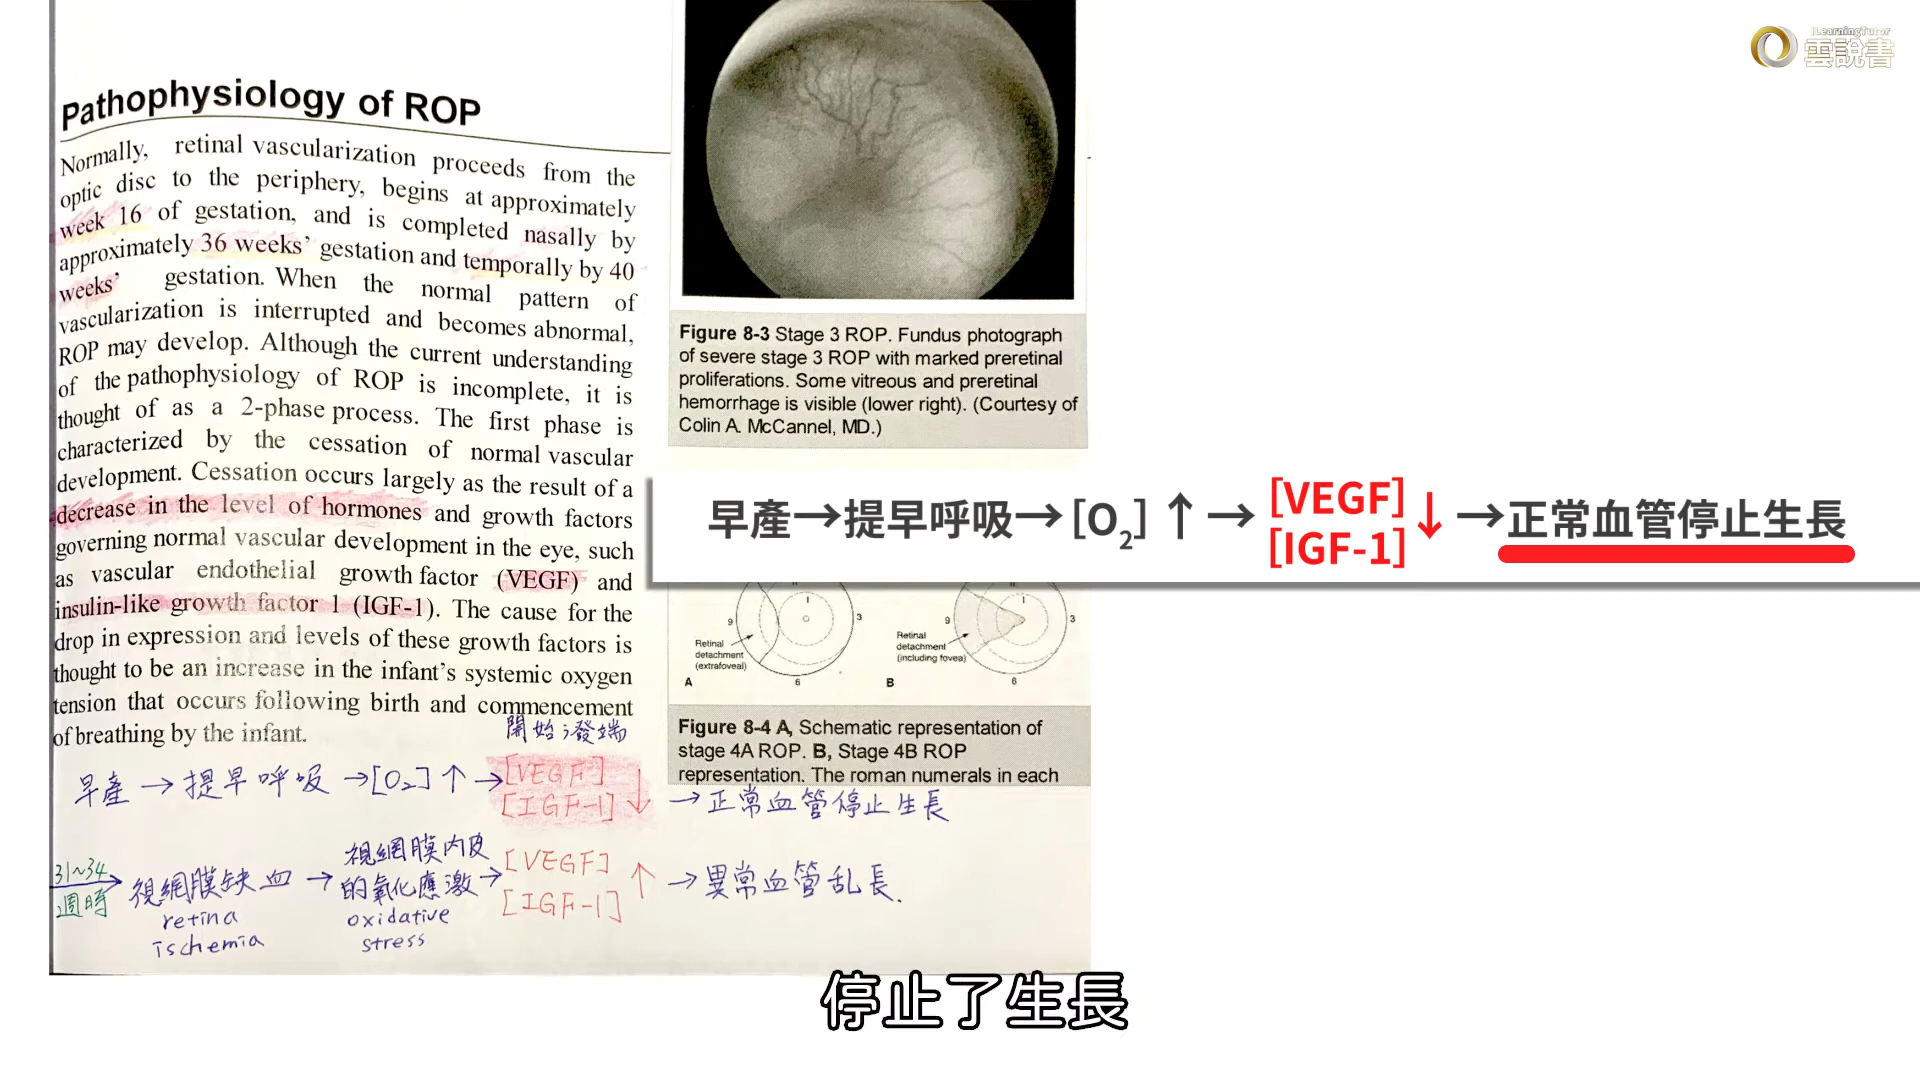 iLearningTutor
雲說書
Pathophysiology of ROP
Normally, retinal vascularization proceeds from the
optic disc to the periphery, begins at approximately
week 16 of gestation, and is completed nasally by
approximately 36 weeks’ gestation and temporally by 40
weeks’ gestation. When the normal pattern of
vascularization is interrupted and becomes abnormal,
ROP may develop. Although the current understanding
of the pathophysiology of ROP is incomplete, it is
thought of as a 2-phase process. The first phase is
characterized by the cessation of normal vascular
development. Cessation occurs largely as the result of a
decrease in the level of hormones and growth factors
governing normal vascular development in the eye, such
as vascular endothelial growth factor (VEGF) and
insulin-like growth factor 1 (IGF-1). The cause for the
drop in expression and levels of these growth factors is
thought to be an increase in the infant’s systemic oxygen
tension that occurs following birth and commencement
of breathing by the infant.
Figure 8-3 Stage 3 ROP. Fundus photograph
of severe stage 3 ROP with marked preretinal
proliferations. Some vitreous and preretinal
hemorrhage is visible (lower right). (Courtesy of
Colin A. McCannel, MD.)
早產→提早呼吸→[O₂]↑→[VEGF]
[IGF-1]↓→正常血管停止生長
I
9
3
Retinal
detachment
(extrafoveal)
A
6
I
9
3
Retinal
detachment
(including fovea)
B
6
Figure 8-4 A, Schematic representation of
stage 4A ROP. B, Stage 4B ROP
representation. The roman numerals in each
開始 發端
早產→提早呼吸→[O₂]↑→[VEGF]
[IGF-1]↓→正常血管停止生長
31~34
週時
視網膜缺血
retina
ischemia
→視網膜內皮
的氧化應激
oxidative
stress
→[VEGF]
[IGF-1]↑→異常血管乱長.
停止了生長